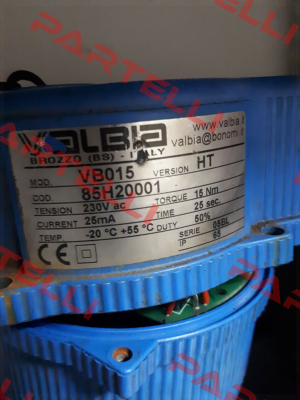 PARTELLI
VALBIA
www.valbia.it
BROZZO (BS) - ITALY
valbia@bonomi.it
MOD. VB015 VERSION HT
COD. 85H20001
TENSION 230V ac TORQUE 15 Nm
CURRENT 25mA TIME 25 sec.
TEMP -20 °C +55 °C DUTY 50%
SERIE 05BL
IP 65
PARTELLI
PARTELLI